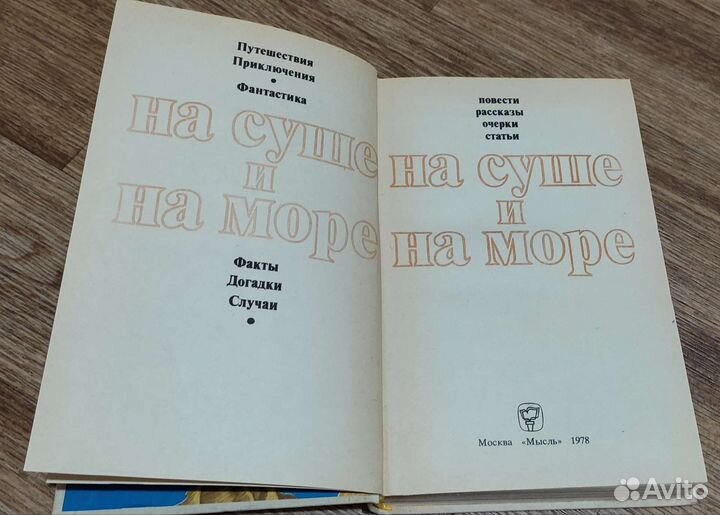 Путешествия
Приключения
•
Фантастика
на суше
и
на море
Факты
Догадки
Случаи
•
повести
рассказы
очерки
статьи
на суше
и
на море
Москва «Мысль» 1978
Avito